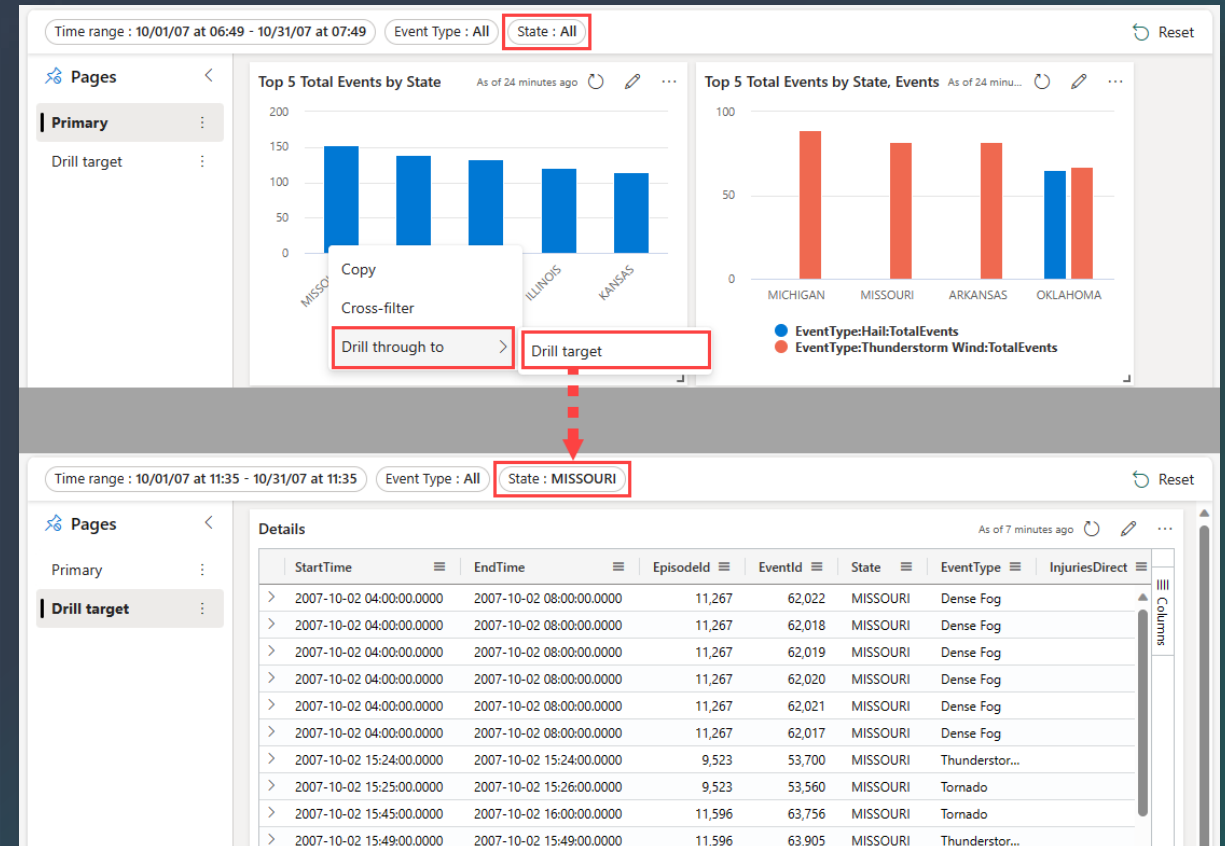 Time range : 10/01/07 at 06:49 - 10/31/07 at 07:49 Event Type : All State : All Reset
Pages
Primary
Drill target
Top 5 Total Events by State As of 24 minutes ago
200
150
100
50
0
ILLINOIS KANSAS
Copy
Cross-filter
Drill through to
Drill target
Top 5 Total Events by State, Events As of 24 minu...
100
50
0
MICHIGAN MISSOURI ARKANSAS OKLAHOMA
EventType:Hail:TotalEvents
EventType:Thunderstorm Wind:TotalEvents
Time range : 10/01/07 at 11:35 - 10/31/07 at 11:35 Event Type : All State : MISSOURI Reset
Pages
Primary
Drill target
Details As of 7 minutes ago
StartTime EndTime EpisodeId EventId State EventType InjuriesDirect
2007-10-02 04:00:00.0000 2007-10-02 08:00:00.0000 11,267 62,022 MISSOURI Dense Fog
2007-10-02 04:00:00.0000 2007-10-02 08:00:00.0000 11,267 62,018 MISSOURI Dense Fog
2007-10-02 04:00:00.0000 2007-10-02 08:00:00.0000 11,267 62,019 MISSOURI Dense Fog
2007-10-02 04:00:00.0000 2007-10-02 08:00:00.0000 11,267 62,020 MISSOURI Dense Fog
2007-10-02 04:00:00.0000 2007-10-02 08:00:00.0000 11,267 62,021 MISSOURI Dense Fog
2007-10-02 04:00:00.0000 2007-10-02 08:00:00.0000 11,267 62,017 MISSOURI Dense Fog
2007-10-02 15:24:00.0000 2007-10-02 15:24:00.0000 9,523 53,700 MISSOURI Thunderstor...
2007-10-02 15:25:00.0000 2007-10-02 15:26:00.0000 9,523 53,560 MISSOURI Tornado
2007-10-02 15:45:00.0000 2007-10-02 16:00:00.0000 11,596 63,756 MISSOURI Tornado
2007-10-02 15:49:00.0000 2007-10-02 15:49:00.0000 11,596 63,905 MISSOURI Thunderstor...
Columns